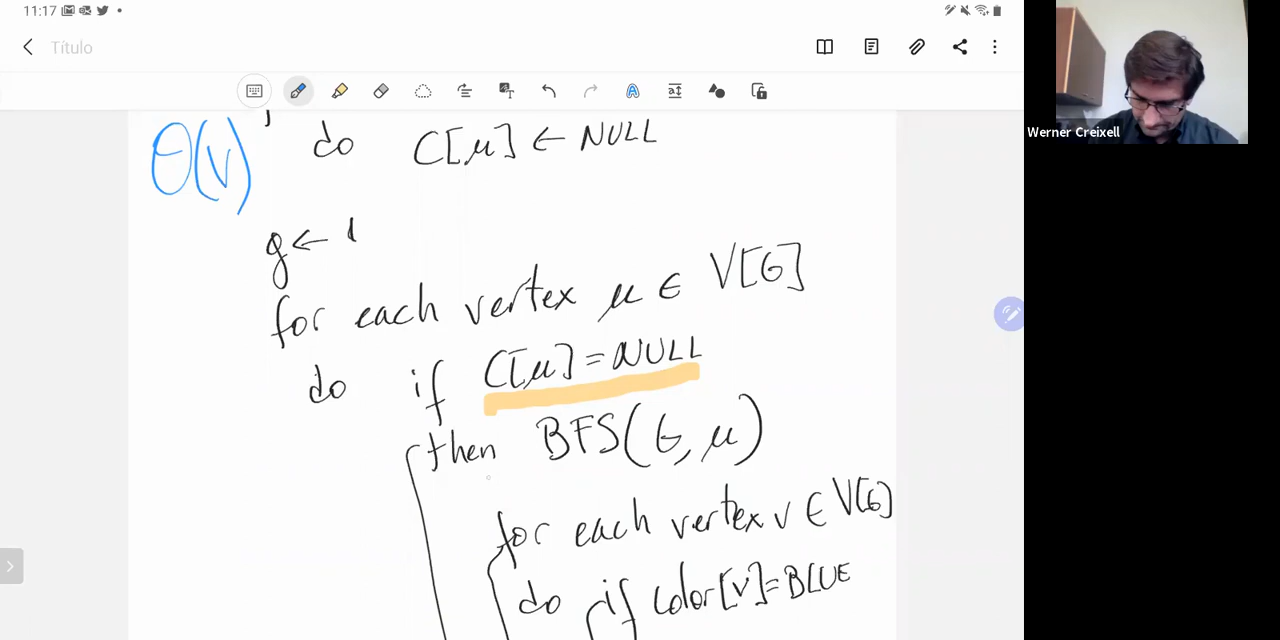 11:17
Título
Werner Creixell
Θ(V)
do C[μ] ← NULL
g ← 1
for each vertex μ ∈ V[G]
do if C[μ] = NULL
then BFS(G, μ)
for each vertex v ∈ V[G]
do if color[v] = BLUE